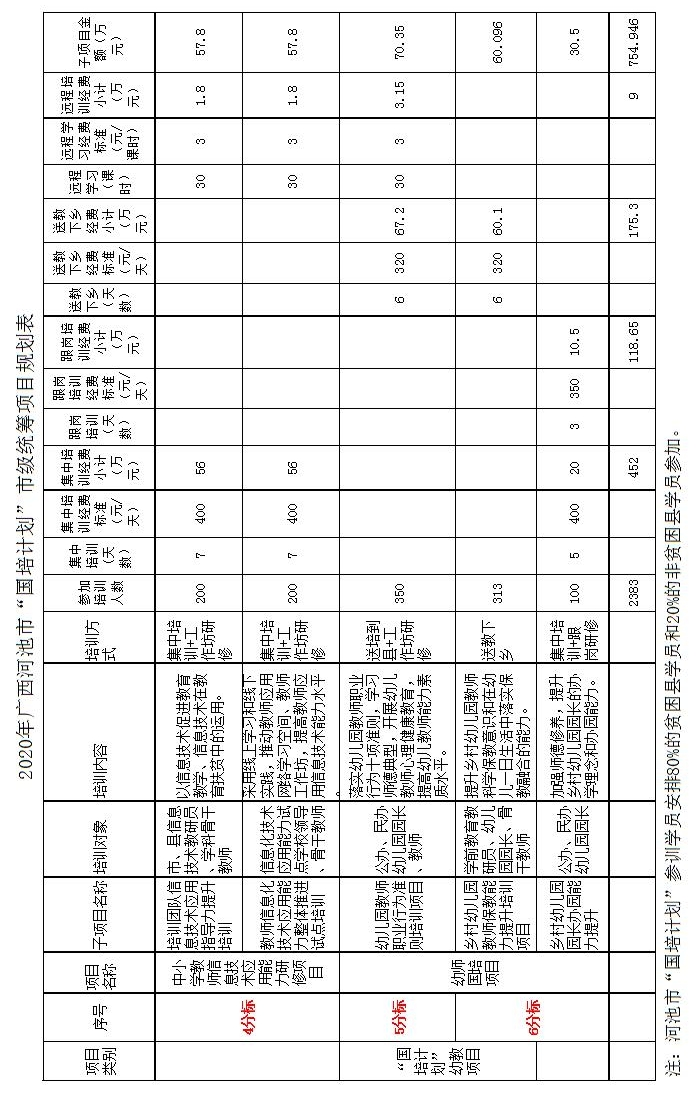 2020年广西河池市“国培计划”市级统筹项目规划表
项目
类别
序号
项目
名称
子项目名称
培训对象
培训内容
培训方
式
参加
培训
人数
集中
培训
(天
数)
集中培
训经费
标准
(元/
天)
集中培
训经费
小计
(万
元)
跟岗
培训
(天
数)
跟岗培训
经费
标准(元/
天)
跟岗培
训经费
小计
(万元)
送教
下乡
(天
数)
送教
下乡
经费
标准
(元/
天)
送教
下乡
经费
小计
(万
元)
远程
学习
(课
时)
远程学
习经费
标准
(元/
课时)
远程培
训经费
小计
(万
元)
子项目金
额(万
元)
4分标
中小
学教
师信
息技
术应
用能
力研
修项
目
培训团队信
息技术应用
指导力提升
培训
市、县信息
技术教研员
、学科骨干
教师
以信息技术促进教育
教学、信息技术在教
育扶贫中的运用。
集中培
训+工
作坊研
修
200
7
400
56
30
3
1.8
57.8
教师信息化
技术应用能
力整体推进
试点培训
信息化技术
应用能力试
点学校领导
、骨干教师
采用线上学习和线下
实践，推动教师应用
网络学习空间、教师
工作坊，提高教师应
用信息技术能力水平
。
集中培
训+工
作坊研
修
200
7
400
56
30
3
1.8
57.8
“国
培计
划”
幼教
项目
5分标
幼师
国培
项目
幼儿园教师
职业行为准
则培训项目
公办、民办
幼儿园园长
、教师
落实幼儿园教师职业
行为十项准则，学习
师德典型，开展幼儿
教师心理健康教育，
提高幼儿教师能力素
质水平。
送培到
县+工
作坊研
修
350
6
320
67.2
30
3
3.15
70.35
6分标
乡村幼儿园
教师保教能
力提升培训
项目
学前教育教
研员、幼儿
园园长、骨
干教师
提升乡村幼儿园教师
科学保教意识和在幼
儿一日生活中落实保
教融合的能力。
送教下
乡
313
6
320
60.1
60.096
乡村幼儿园
园长办园能
力提升
公办、民办
幼儿园园长
加强师德修养，提升
乡村幼儿园园长的办
学理念和办园能力。
集中培
训+跟
岗研修
100
5
400
20
3
350
10.5
30.5
2383
452
118.65
175.3
9
754.946
注：河池市“国培计划”参训学员安排80%的贫困县学员和20%的非贫困县学员参加。